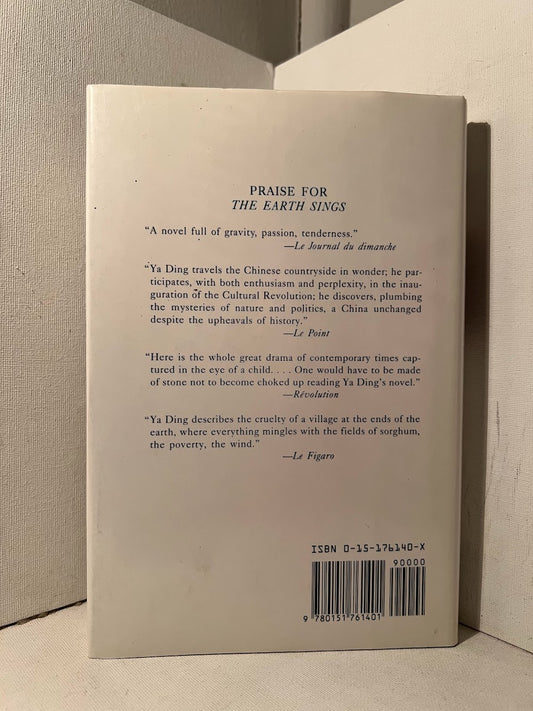 PRAISE FOR
THE EARTH SINGS
“A novel full of gravity, passion, tenderness.”
—Le Journal du dimanche
“Ya Ding travels the Chinese countryside in wonder; he par-
ticipates, with both enthusiasm and perplexity, in the inau-
guration of the Cultural Revolution; he discovers, plumbing
the mysteries of nature and politics, a China unchanged
despite the upheavals of history.”
—Le Point
“Here is the whole great drama of contemporary times cap-
tured in the eye of a child. . . . One would have to be made
of stone not to become choked up reading Ya Ding’s novel.”
—Révolution
“Ya Ding describes the cruelty of a village at the ends of the
earth, where everything mingles with the fields of sorghum,
the poverty, the wind.”
—Le Figaro
ISBN 0-15-176140-X
90000
9 780151 761401